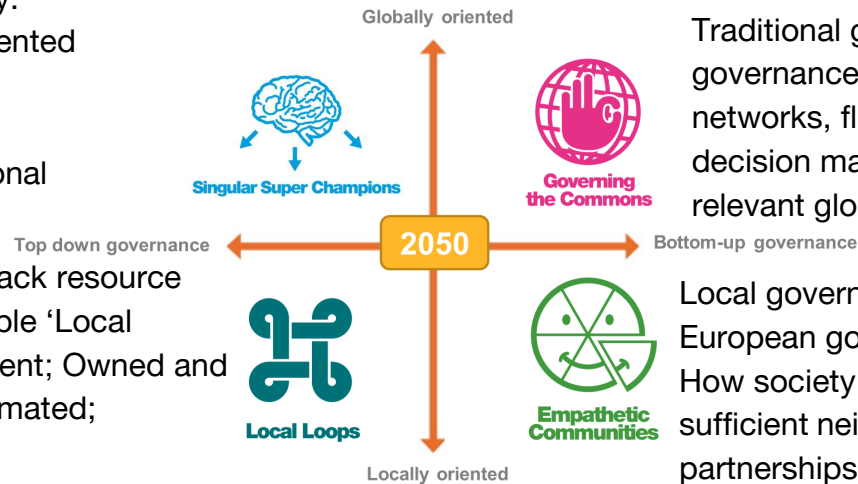 y.
ented
onal
ack resource
ple ‘Local
ent; Owned and
mated;
Globally oriented
Singular Super Champions
Governing
the Commons
Top down governance
2050
Bottom-up governance
Local Loops
Empathetic
Communities
Locally oriented
Traditional g
governance
networks, fl
decision ma
relevant glo
Local govern
European go
How society
sufficient nei
partnerships